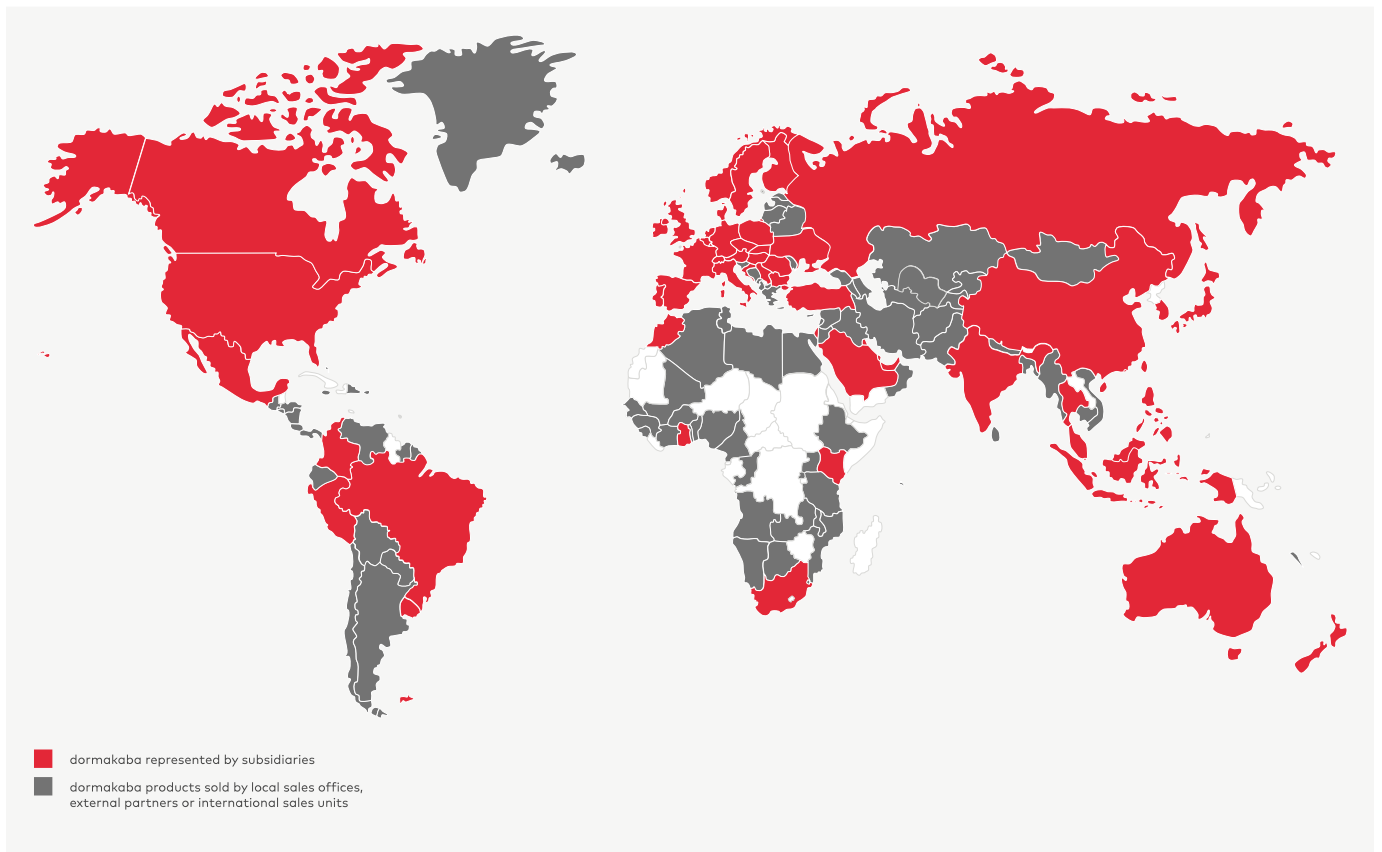 dormakaba represented by subsidiaries
dormakaba products sold by local sales offices,
external partners or international sales units